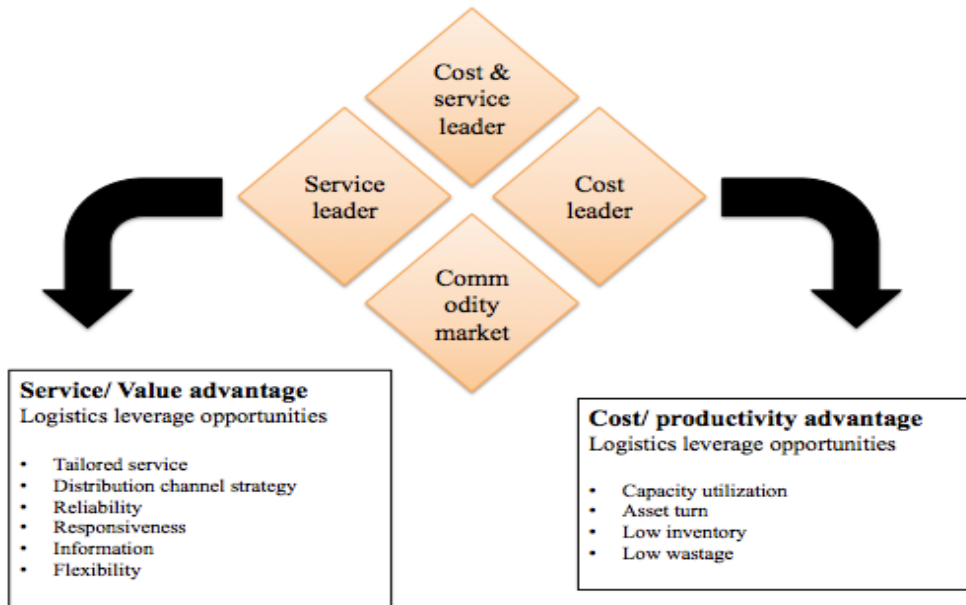 Cost &
service
leader
Service
leader
Cost
leader
Comm
odity
market
Service/ Value advantage
Logistics leverage opportunities
• Tailored service
• Distribution channel strategy
• Reliability
• Responsiveness
• Information
• Flexibility
Cost/ productivity advantage
Logistics leverage opportunities
• Capacity utilization
• Asset turn
• Low inventory
• Low wastage